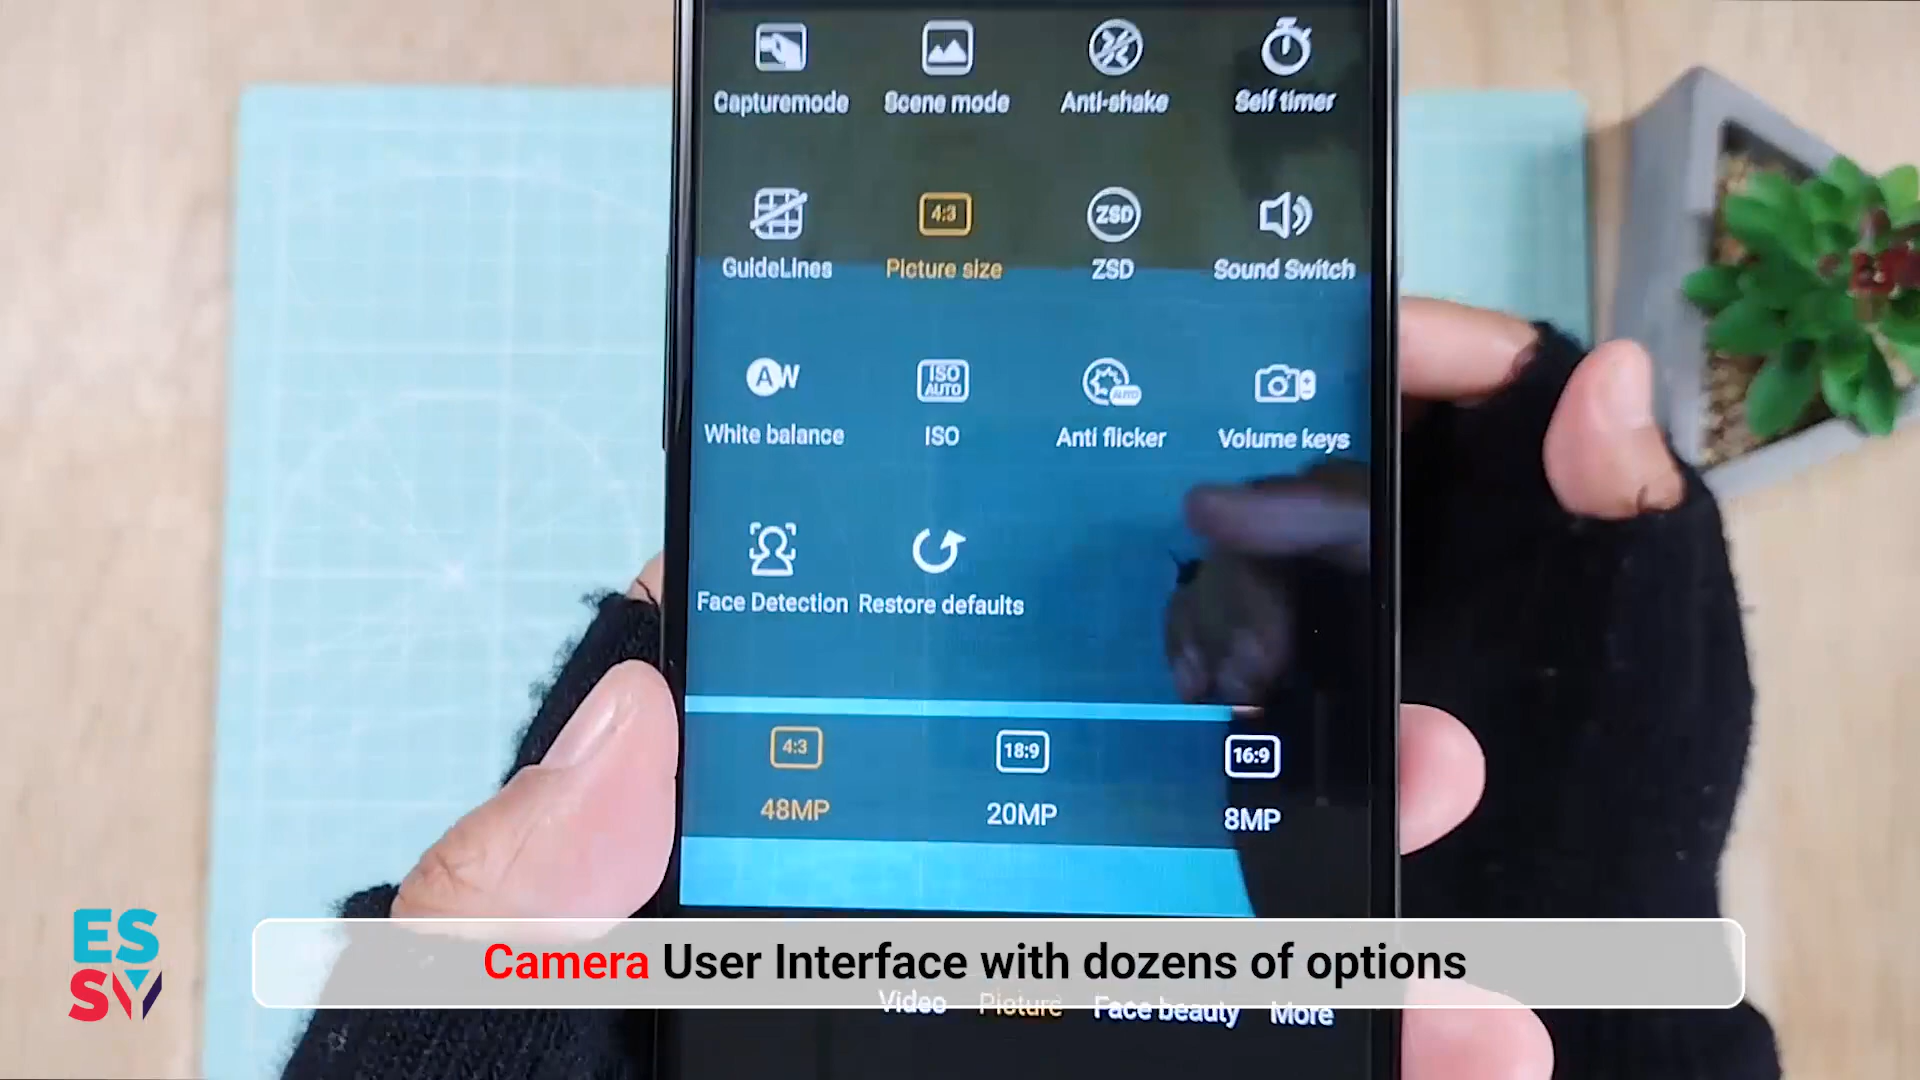 Capturemode Scene mode Anti-shake Self timer
4:3 ZSD
GuideLines Picture size ZSD Sound Switch
AW ISO AUTO AUTO
White balance ISO Anti flicker Volume keys
Face Detection Restore defaults
4:3 18:9 16:9
48MP 20MP 8MP
ES
SY
Camera User Interface with dozens of options
Video Picture Face beauty More